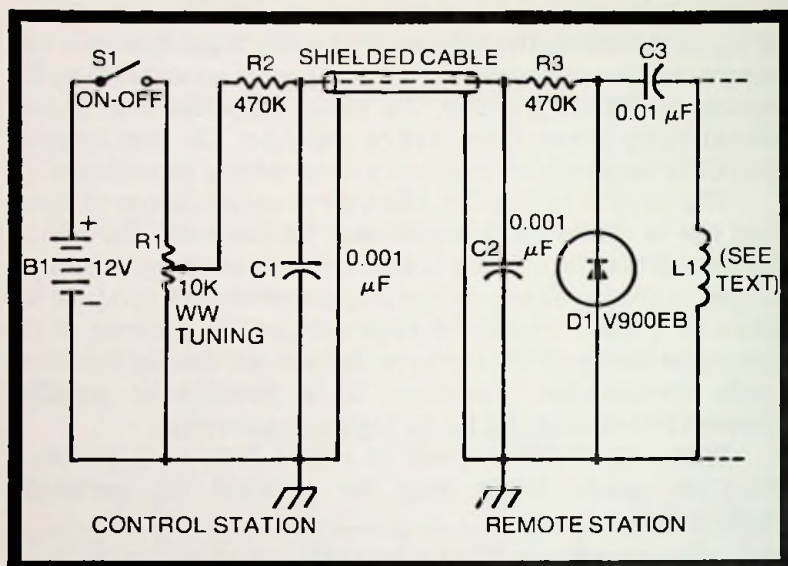 S1
ON-OFF
R2
470K
SHIELDED CABLE
R3
470K
C3
0.01 μF
+
B1
12V
−
R1
10K
WW
TUNING
C1
0.001
μF
C2
0.001
μF
D1
V900EB
L1
(SEE
TEXT)
CONTROL STATION
REMOTE STATION